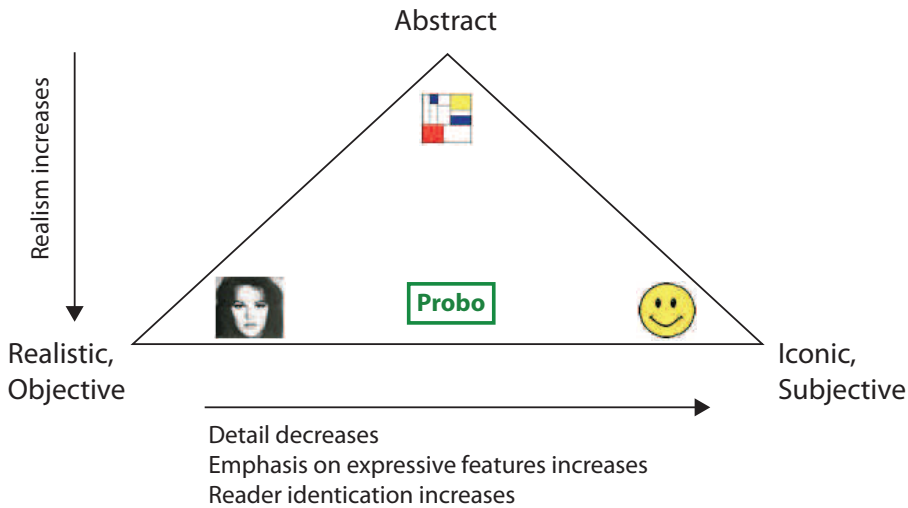 Abstract
Realism increases
Probo
Realistic,
Objective
Iconic,
Subjective
Detail decreases
Emphasis on expressive features increases
Reader identication increases